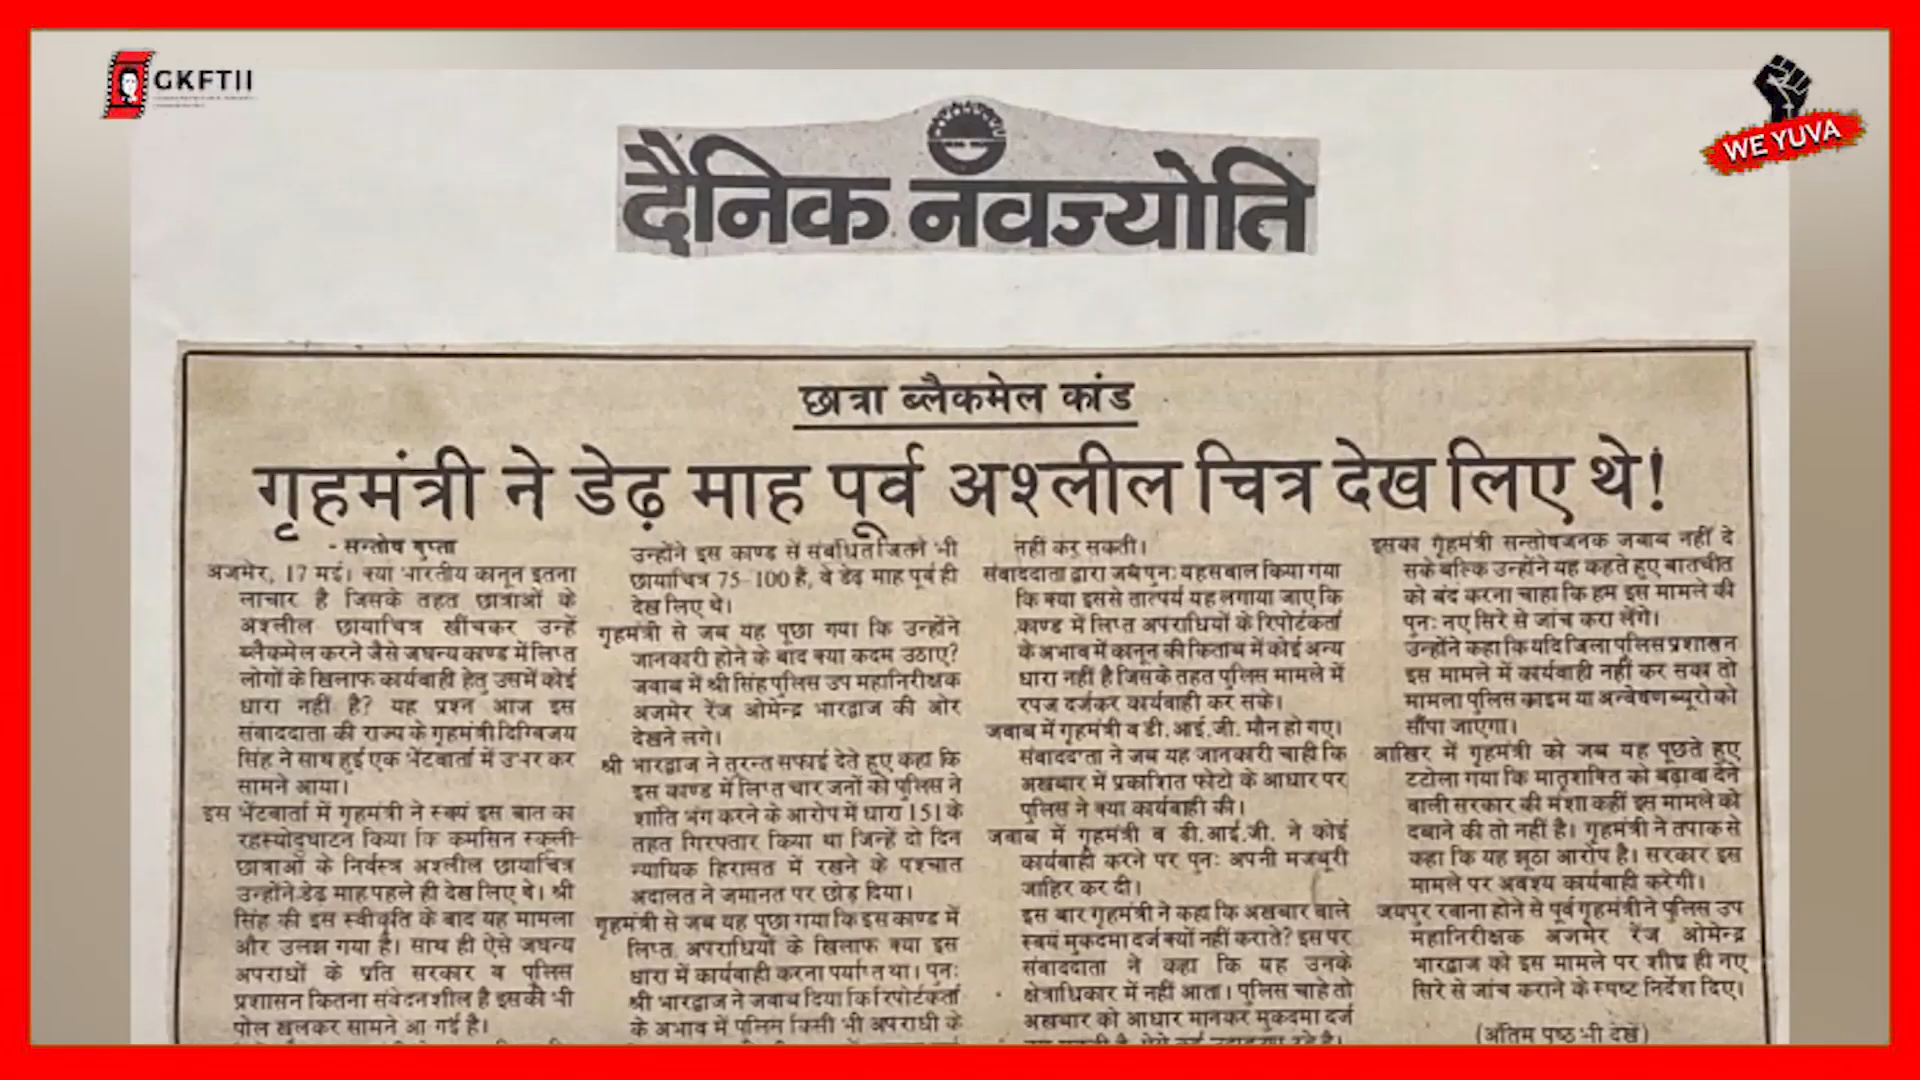 GKFTII
WE YUVA
दैनिक नवज्योति
छात्रा ब्लैकमेल कांड
गृहमंत्री ने डेढ़ माह पूर्व अश्लील चित्र देख लिए थे!
- सन्तोष गुप्ता
अजमेर, 17 मई। क्या भारतीय कानून इतना
लाचार है जिसके तहत छात्राओं के
अश्लील छायाचित्र खींचकर उन्हें
ब्लैकमेल करने जैसे जघन्य काण्ड में लिप्त
लोगों के खिलाफ कार्यवाही हेतु उसमें कोई
धारा नहीं है? यह प्रश्न आज इस
संवाददाता की राज्य के गृहमंत्री दिग्विजय
सिंह ने साथ हुई एक भेंटवार्ता में उभर कर
सामने आया।
इस भेंटवार्ता में गृहमंत्री ने स्वयं इस बात का
रहस्योद्घाटन किया कि कमसिन स्कूली
छात्राओं के निर्वस्त्र अश्लील छायाचित्र
उन्होंने डेढ़ माह पहले ही देख लिए थे। श्री
सिंह की इस स्वीकृति के बाद यह मामला
और उलझ गया है। साथ ही ऐसे जघन्य
अपराधों के प्रति सरकार व पुलिस
प्रशासन कितना संवेदनशील है इसकी भी
पोल खुलकर सामने आ गई है।
उन्होंने इस काण्ड से संबंधित जितने भी
छायाचित्र 75-100 है, वे डेढ़ माह पूर्व ही
देख लिए थे।
गृहमंत्री से जब यह पूछा गया कि उन्होंने
जानकारी होने के बाद क्या कदम उठाए?
जवाब में श्री सिंह पुलिस उप महानिरीक्षक
अजमेर रेंज ओमेन्द्र भारद्वाज की ओर
देखने लगे।
श्री भारद्वाज ने तुरन्त सफाई देते हुए कहा कि
इस काण्ड में लिप्त चार जनों को पुलिस ने
शांति भंग करने के आरोप में धारा 151 के
तहत गिरफ्तार किया था जिन्हें दो दिन
न्यायिक हिरासत में रखने के पश्चात
अदालत ने जमानत पर छोड़ दिया।
गृहमंत्री से जब यह पूछा गया कि इस काण्ड में
लिप्त अपराधियों के खिलाफ क्या इस
धारा में कार्यवाही करना पर्याप्त था। पुनः
श्री भारद्वाज ने जवाब दिया कि रिपोर्टकर्ता
के अभाव में पुलिस किसी भी अपराधी के
नहीं कर सकती।
संवाददाता द्वारा जब पुनः यह सवाल किया गया
कि क्या इससे तात्पर्य यह लगाया जाए कि
काण्ड में लिप्त अपराधियों के रिपोर्टकर्ता
के अभाव में कानून की किताब में कोई अन्य
धारा नहीं है जिसके तहत पुलिस मामले में
रपज दर्जकर कार्यवाही कर सके।
जवाब में गृहमंत्री व डी.आई.जी. मौन हो गए।
संवाददाता ने जब यह जानकारी चाही कि
अखबार में प्रकाशित फोटो के आधार पर
पुलिस ने क्या कार्यवाही की।
जवाब में गृहमंत्री व डी.आई.जी. ने कोई
कार्यवाही करने पर पुनः अपनी मजबूरी
जाहिर कर दी।
इस बार गृहमंत्री ने कहा कि अखबार वाले
स्वयं मुकदमा दर्ज क्यों नहीं कराते? इस पर
संवाददाता ने कहा कि यह उनके
क्षेत्राधिकार में नहीं आता। पुलिस चाहे तो
अखबार को आधार मानकर मुकदमा दर्ज
इसका गृहमंत्री सन्तोषजनक जवाब नहीं दे
सके बल्कि उन्होंने यह कहते हुए बातचीत
को बंद करना चाहा कि हम इस मामले की
पुनः नए सिरे से जांच करा लेंगे।
उन्होंने कहा कि यदि जिला पुलिस प्रशासन
इस मामले में कार्यवाही नहीं कर सका तो
मामला पुलिस क्राइम या अन्वेषण ब्यूरो को
सौंपा जाएगा।
आखिर में गृहमंत्री को जब यह पूछते हुए
टटोला गया कि मातृशक्ति को बढ़ावा देने
वाली सरकार की मंशा कहीं इस मामले को
दबाने की तो नहीं है। गृहमंत्री ने तपाक से
कहा कि यह झूठा आरोप है। सरकार इस
मामले पर अवश्य कार्यवाही करेगी।
जयपुर रवाना होने से पूर्व गृहमंत्री ने पुलिस उप
महानिरीक्षक अजमेर रेंज ओमेन्द्र
भारद्वाज को इस मामले पर शीघ्र ही नए
सिरे से जांच कराने के स्पष्ट निर्देश दिए।
(अंतिम पृष्ठ भी देखें)